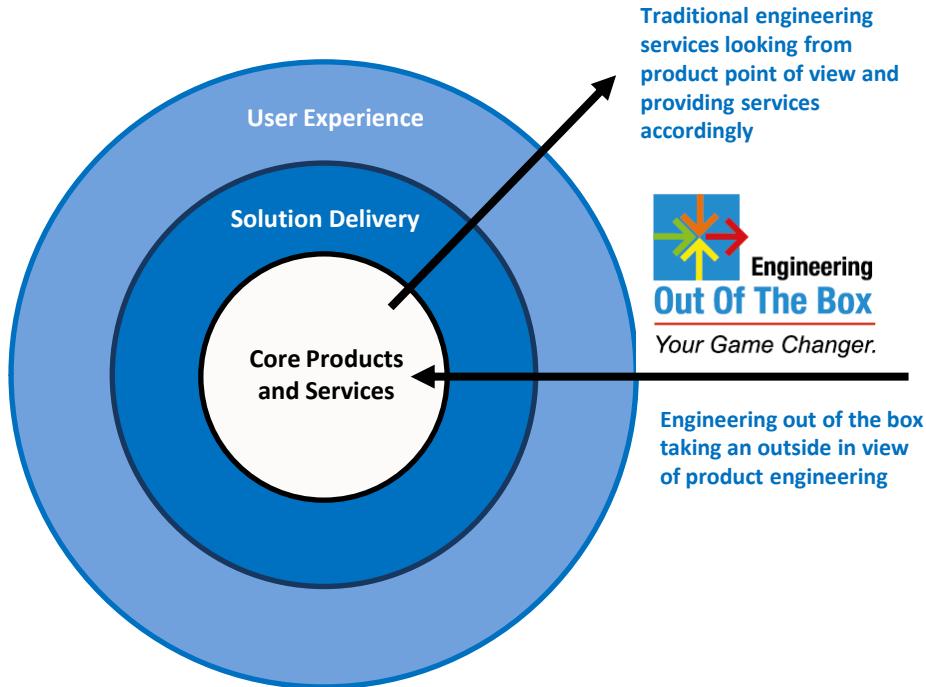 Traditional engineering
services looking from
product point of view and
providing services
accordingly
User Experience
Solution Delivery
Engineering
Out Of The Box
Your Game Changer.
Core Products
and Services
Engineering out of the box
taking an outside in view
of product engineering